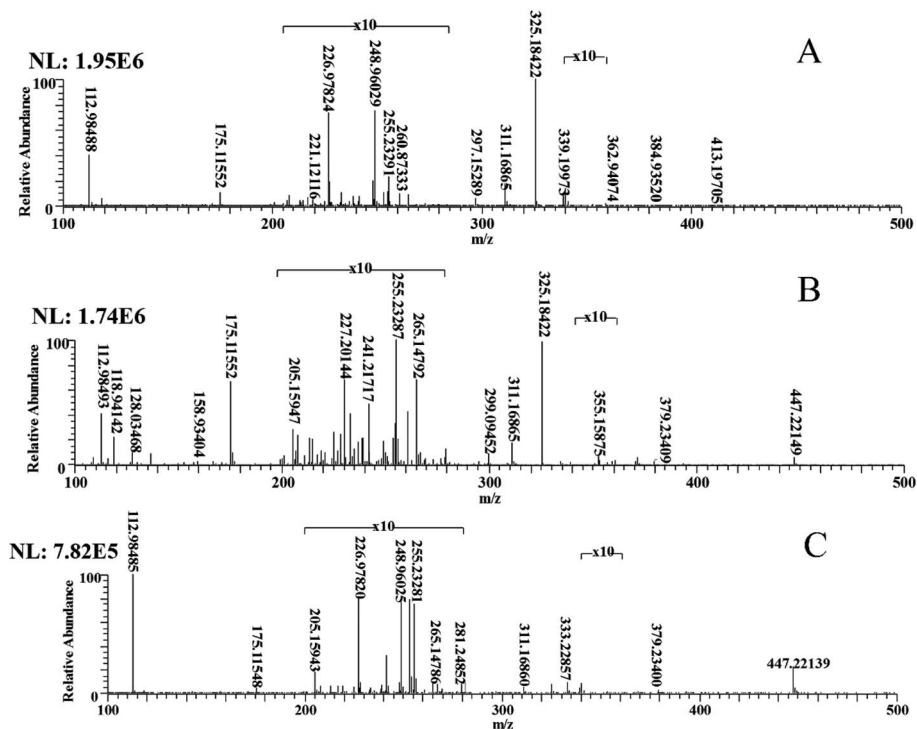 x10
x10
A
NL: 1.95E6
100
Relative Abundance
112.98488
175.11552
221.12116
226.97824
248.96029
255.23291
260.87333
297.15289
311.16865
325.18422
339.19973
362.94074
384.93520
413.19705
100 200 300 400 500
m/z
x10
x10
B
NL: 1.74E6
100
Relative Abundance
112.98493
118.94142
128.03468
158.93404
175.11552
205.15947
227.20144
241.21717
255.23287
265.14792
299.09452
311.16865
325.18422
355.15875
379.23409
447.22149
100 200 300 400 500
m/z
x10
x10
C
NL: 7.82E5
100
Relative Abundance
112.98485
175.11548
205.15943
226.97820
248.96025
255.23281
265.14786
281.24852
311.16860
333.22857
379.23400
447.22139
100 200 300 400 500
m/z